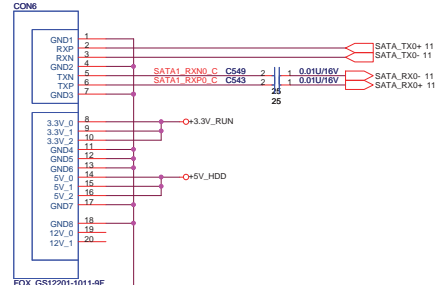 CON6
GND1 1
RXP 2 SATA_TX0+ 11
RXN 3 SATA_TX0- 11
GND2 4
TXN 5 SATA1_RXN0_C C549 2 1 0.01U/16V SATA_RX0- 11
TXP 6 SATA1_RXP0_C C543 2 1 0.01U/16V SATA_RX0+ 11
GND3 7
25
25
3.3V_0 8 +3.3V_RUN
3.3V_1 9
3.3V_2 10
GND4 11
GND5 12
GND6 13
5V_0 14 +5V_HDD
5V_1 15
5V_2 16
GND7 17
GND8 18
12V_0 19
12V_1 20
FOX_GS12201-1011-9F